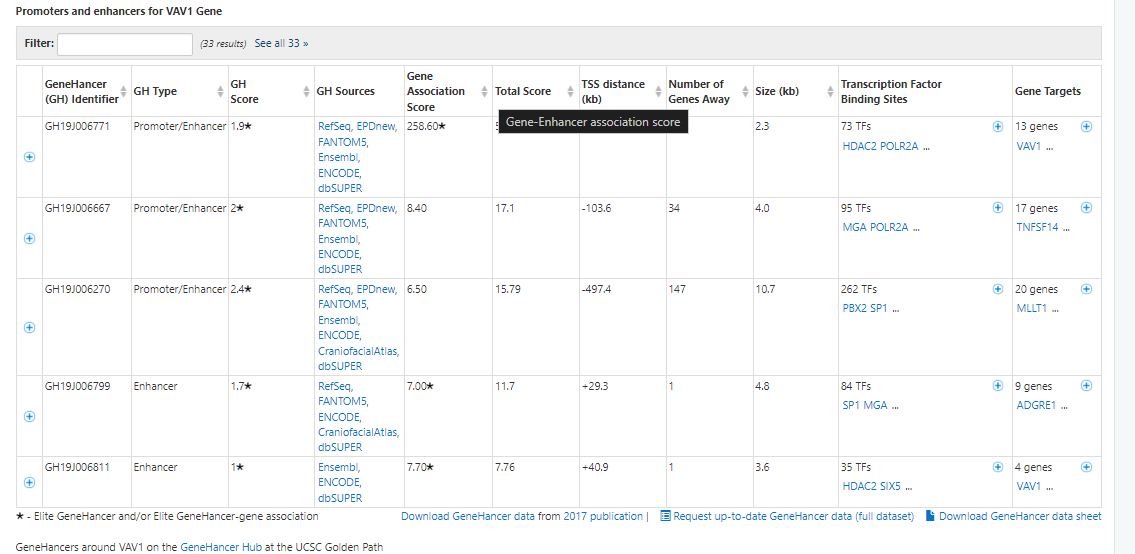 Promoters and enhancers for VAV1 Gene
Filter: (33 results) See all 33 »
GeneHancer (GH) Identifier GH Type GH Score GH Sources Gene Association Score Total Score TSS distance (kb) Number of Genes Away Size (kb) Transcription Factor Binding Sites Gene Targets
Gene-Enhancer association score
GH19J006771 Promoter/Enhancer 1.9★ RefSeq, EPDnew, 258.60★ 2.3 73 TFs 13 genes
FANTOM5, HDAC2 POLR2A ... VAV1 ...
Ensembl,
ENCODE,
dbSUPER
GH19J006667 Promoter/Enhancer 2★ RefSeq, EPDnew, 8.40 17.1 -103.6 34 4.0 95 TFs 17 genes
FANTOM5, MGA POLR2A ... TNFSF14 ...
Ensembl,
ENCODE,
dbSUPER
GH19J006270 Promoter/Enhancer 2.4★ RefSeq, EPDnew, 6.50 15.79 -497.4 147 10.7 262 TFs 20 genes
FANTOM5, PBX2 SP1 ... MLLT1 ...
Ensembl,
ENCODE,
CraniofacialAtlas,
dbSUPER
GH19J006799 Enhancer 1.7★ RefSeq, 7.00★ 11.7 +29.3 1 4.8 84 TFs 9 genes
FANTOM5, SP1 MGA ... ADGRE1 ...
ENCODE,
CraniofacialAtlas,
dbSUPER
GH19J006811 Enhancer 1★ Ensembl, 7.70★ 7.76 +40.9 1 3.6 35 TFs 4 genes
ENCODE, HDAC2 SIX5 ... VAV1 ...
dbSUPER
★ - Elite GeneHancer and/or Elite GeneHancer-gene association Download GeneHancer data from 2017 publication | Request up-to-date GeneHancer data (full dataset) Download GeneHancer data sheet
GeneHancers around VAV1 on the GeneHancer Hub at the UCSC Golden Path